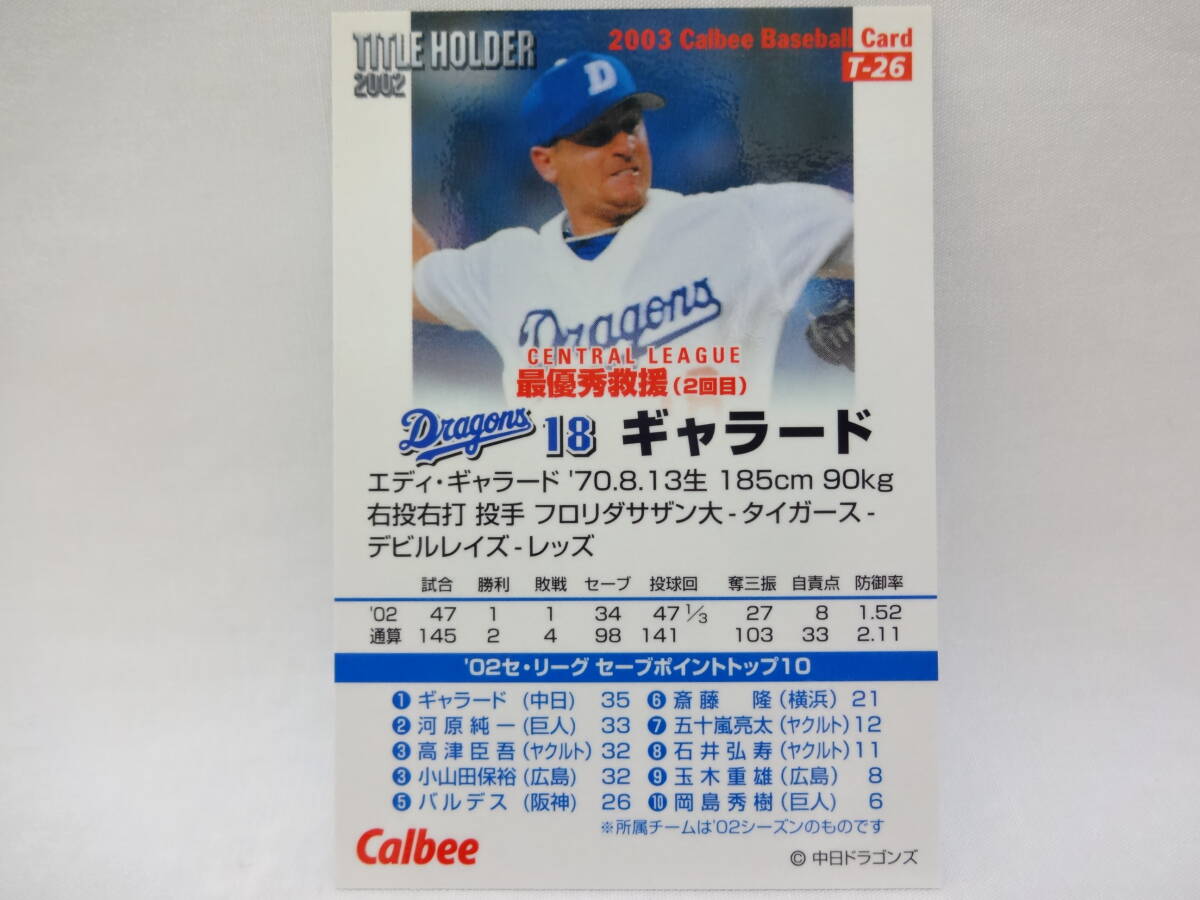 TITLE HOLDER
2002
2003 Calbee Baseball Card
T-26
D
Dragons
CENTRAL LEAGUE
最優秀救援(2回目)
Dragons 18 ギャラード
エディ・ギャラード '70.8.13生 185cm 90kg
右投右打 投手 フロリダサザン大-タイガース-
デビルレイズ-レッズ
試合 勝利 敗戦 セーブ 投球回 奪三振 自責点 防御率
'02 47 1 1 34 47 1/3 27 8 1.52
通算 145 2 4 98 141 103 33 2.11
'02セ・リーグ セーブポイントトップ10
❶ ギャラード (中日) 35 ❻ 斎藤 隆 (横浜) 21
❷ 河原純一 (巨人) 33 ❼ 五十嵐亮太 (ヤクルト) 12
❸ 高津臣吾 (ヤクルト) 32 ❽ 石井弘寿 (ヤクルト) 11
❸ 小山田保裕 (広島) 32 ❾ 玉木重雄 (広島) 8
❺ バルデス (阪神) 26 ❿ 岡島秀樹 (巨人) 6
※所属チームは'02シーズンのものです
Calbee
© 中日ドラゴンズ